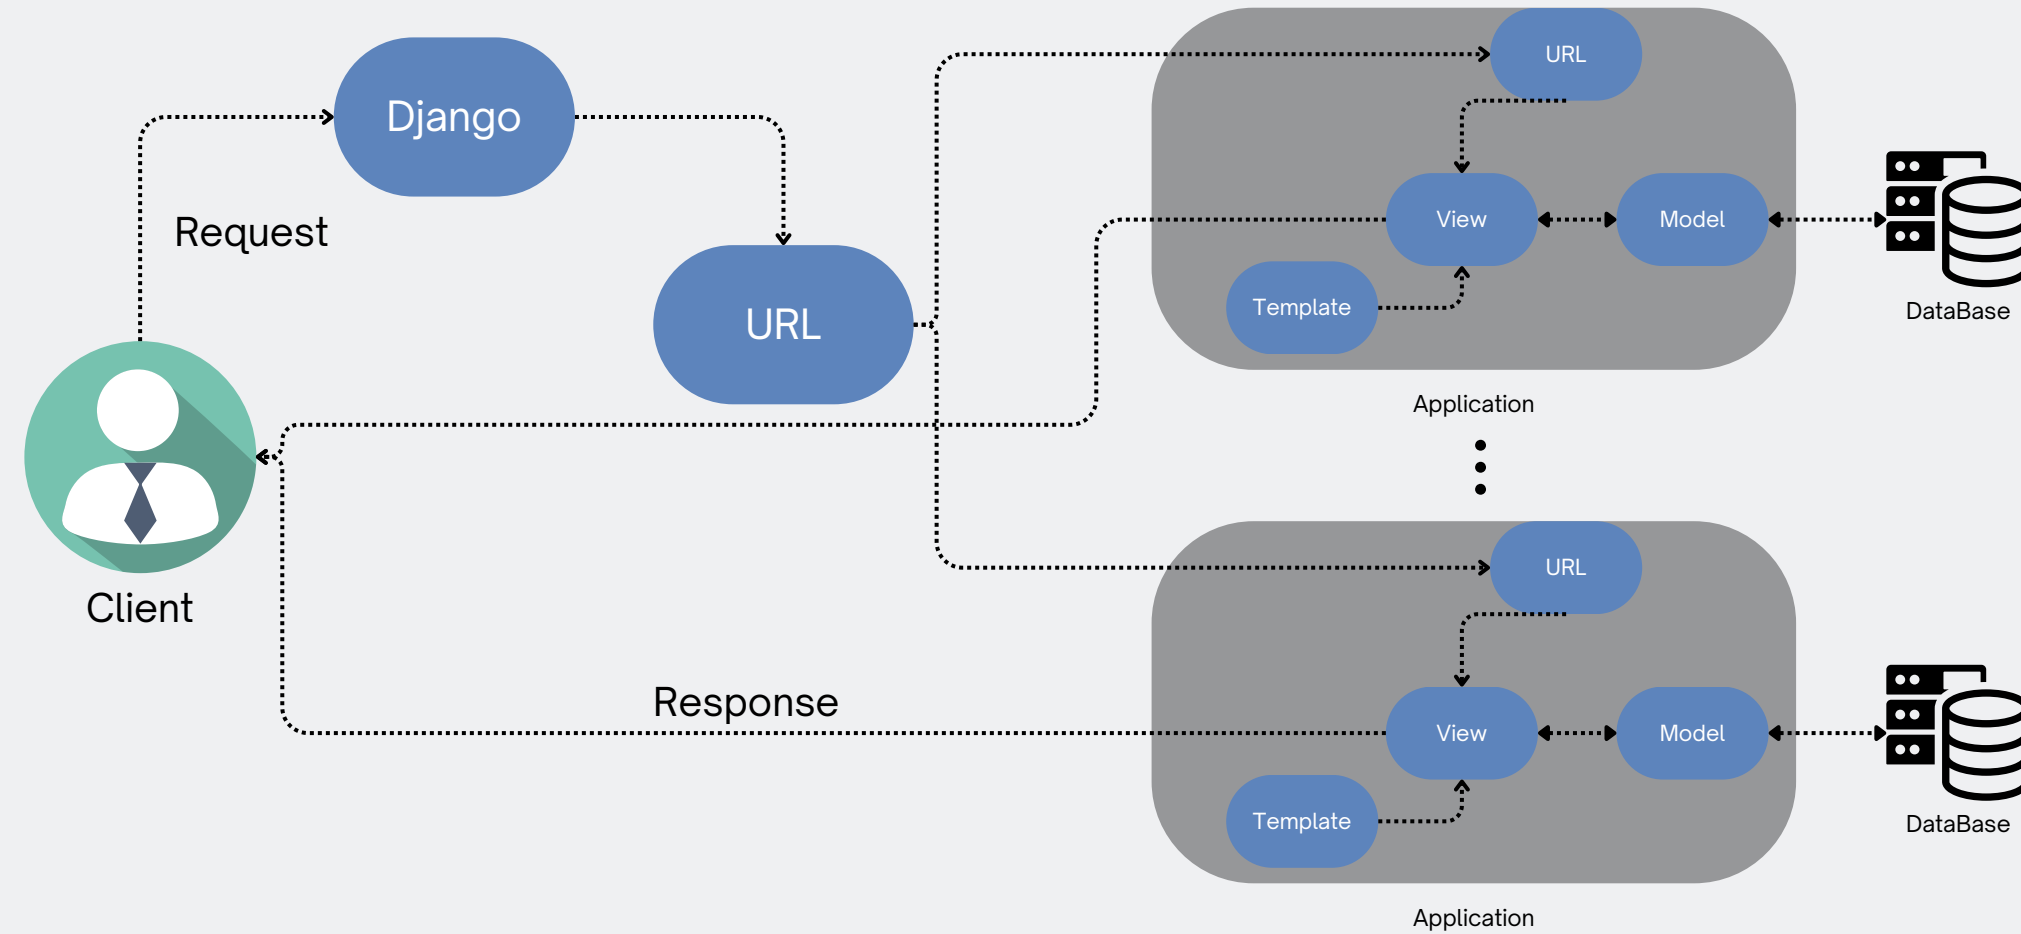 Django
Request
URL
Client
Response
URL
View
Model
Template
DataBase
Application
URL
View
Model
Template
DataBase
Application